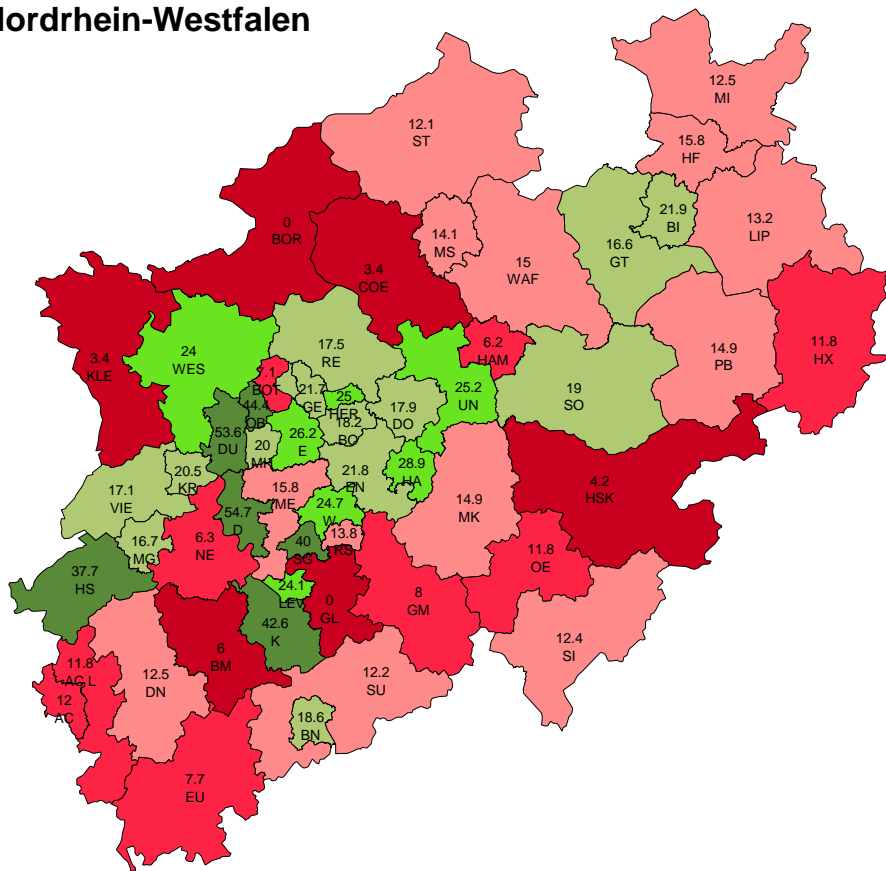 Nordrhein-Westfalen
12.5
MI
12.1
ST
15.8
HF
21.9
BI
13.2
LIP
0
BOR
14.1
MS
16.6
GT
15
WAF
3.4
COE
11.8
HX
14.9
PB
6.2
HAM
17.5
RE
24
WES
3.4
KLE
7.1
BOT
21.7
GE
25
HER
25.2
UN
19
SO
44.4
OB
17.9
DO
18.2
BO
26.2
E
53.6
DU
20
MH
28.9
HA
21.8
EN
20.5
KR
4.2
HSK
15.8
ME
17.1
VIE
14.9
MK
24.7
W
54.7
D
6.3
NE
16.7
MG
13.8
RS
40
SG
11.8
OE
37.7
HS
24.1
LEV
0
GL
8
GM
42.6
K
12.4
SI
6
BM
11.8
AC L
12.5
DN
12.2
SU
12
AC
18.6
BN
7.7
EU